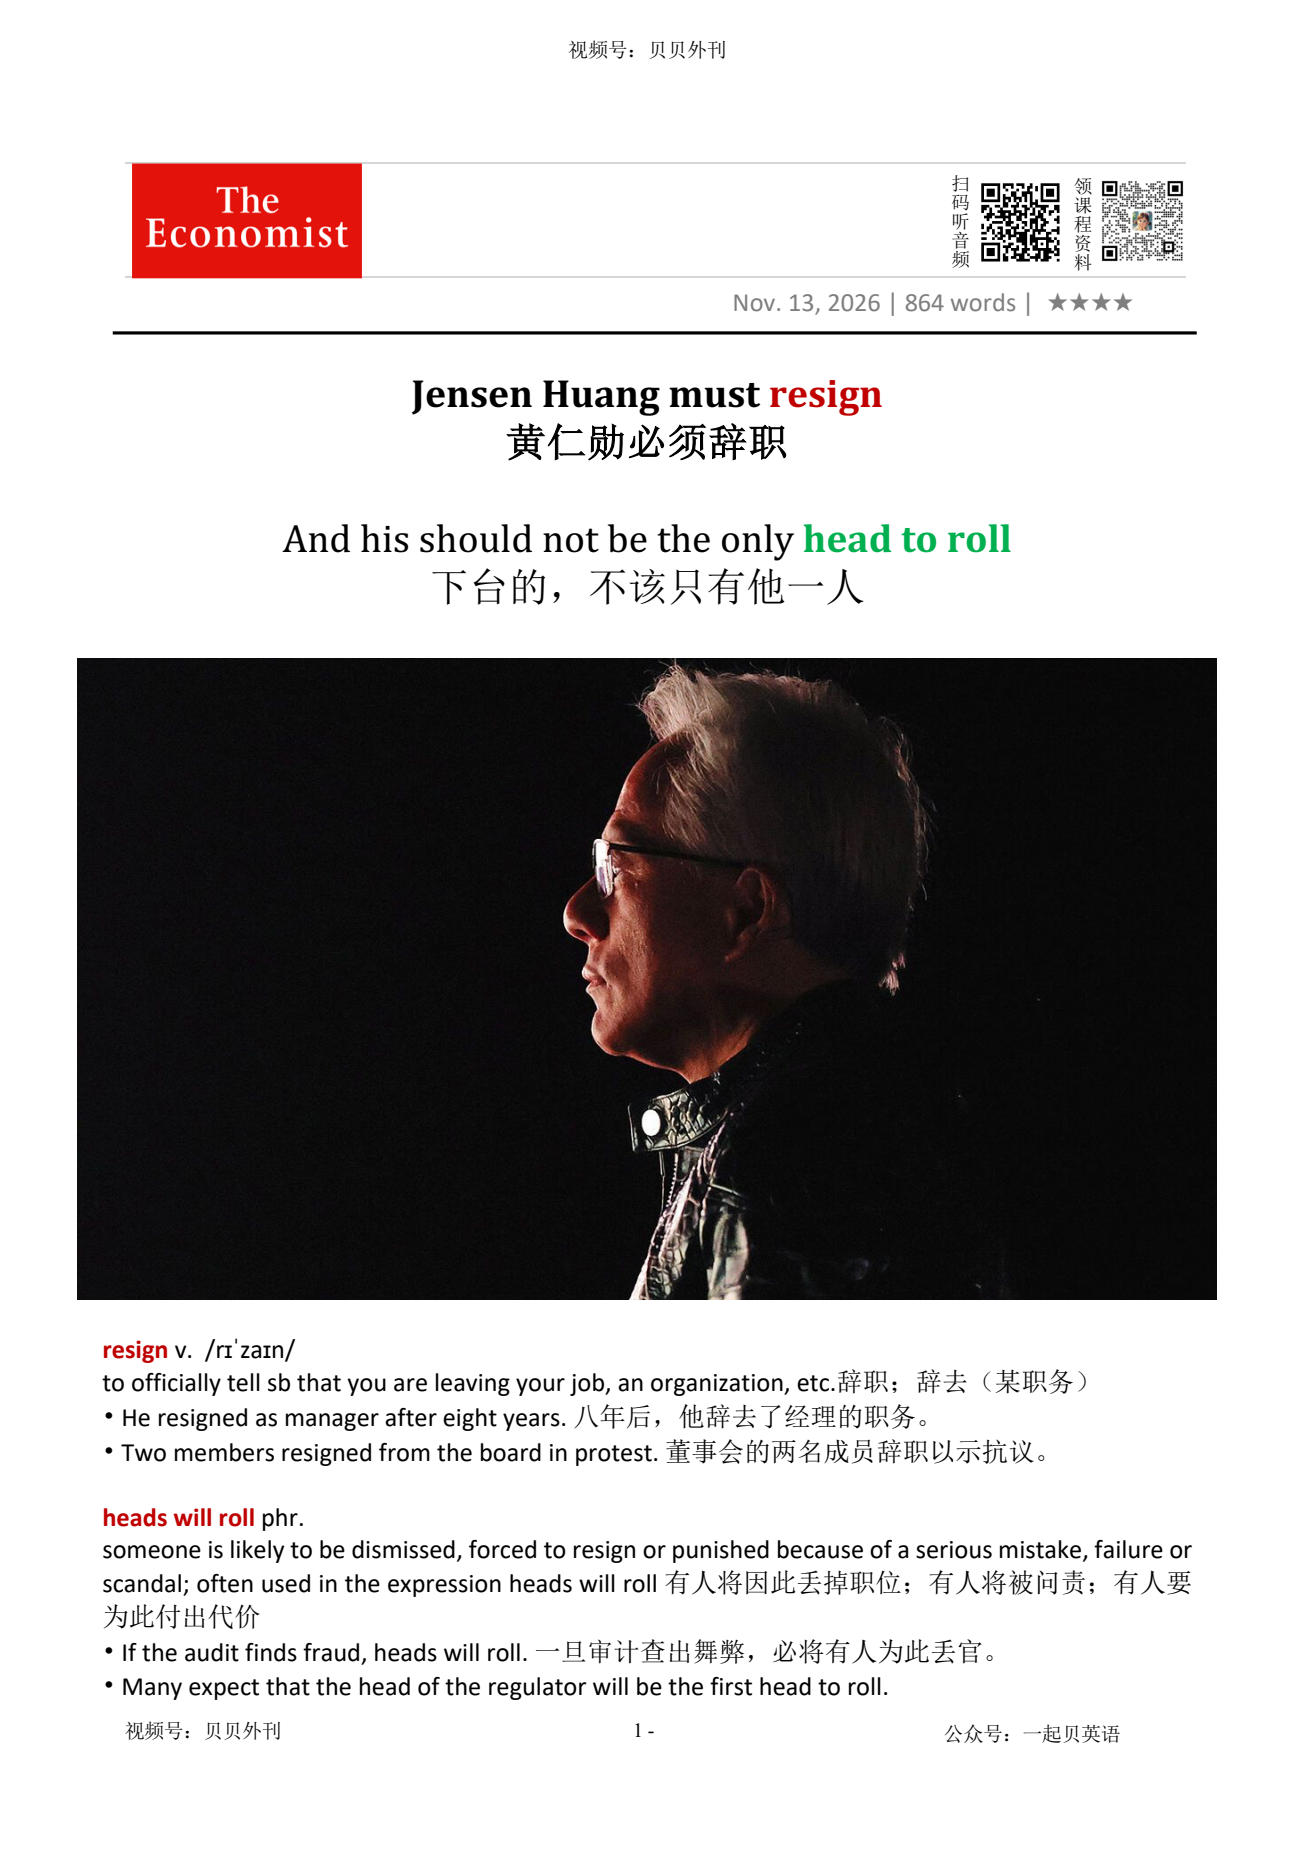 视频号：贝贝外刊
The
Economist
扫码听音频
领课程资料
Nov. 13, 2026 | 864 words | ★★★★
Jensen Huang must resign
黄仁勋必须辞职
And his should not be the only head to roll
下台的，不该只有他一人
resign v. /rɪˈzaɪn/
to officially tell sb that you are leaving your job, an organization, etc.辞职；辞去（某职务）
• He resigned as manager after eight years. 八年后，他辞去了经理的职务。
• Two members resigned from the board in protest. 董事会的两名成员辞职以示抗议。
heads will roll phr.
someone is likely to be dismissed, forced to resign or punished because of a serious mistake, failure or
scandal; often used in the expression heads will roll 有人将因此丢掉职位；有人将被问责；有人要
为此付出代价
• If the audit finds fraud, heads will roll. 一旦审计查出舞弊，必将有人为此丢官。
• Many expect that the head of the regulator will be the first head to roll.
视频号：贝贝外刊
1 -
公众号：一起贝英语